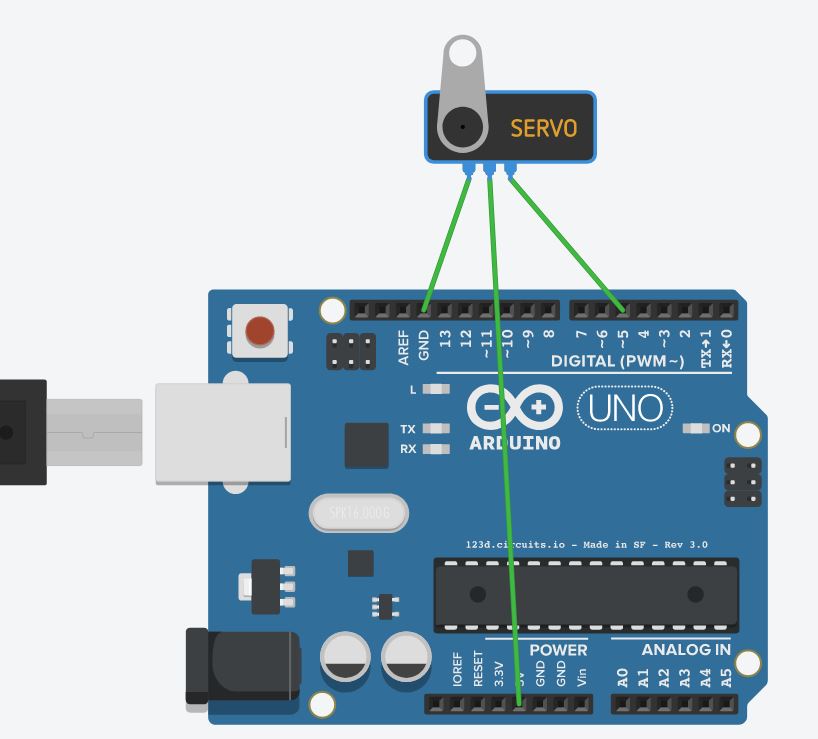 SERVO
AREF
GND
13
12
~11
~10
~9
8
7
~6
~5
4
~3
2
TX→1
RX←0
DIGITAL (PWM~)
L
TX
RX
UNO
ARDUINO
ON
SPK16.000G
123d.circuits.io - Made in SF - Rev 3.0
POWER
ANALOG IN
IOREF
RESET
3.3V
5V
GND
GND
Vin
A0
A1
A2
A3
A4
A5